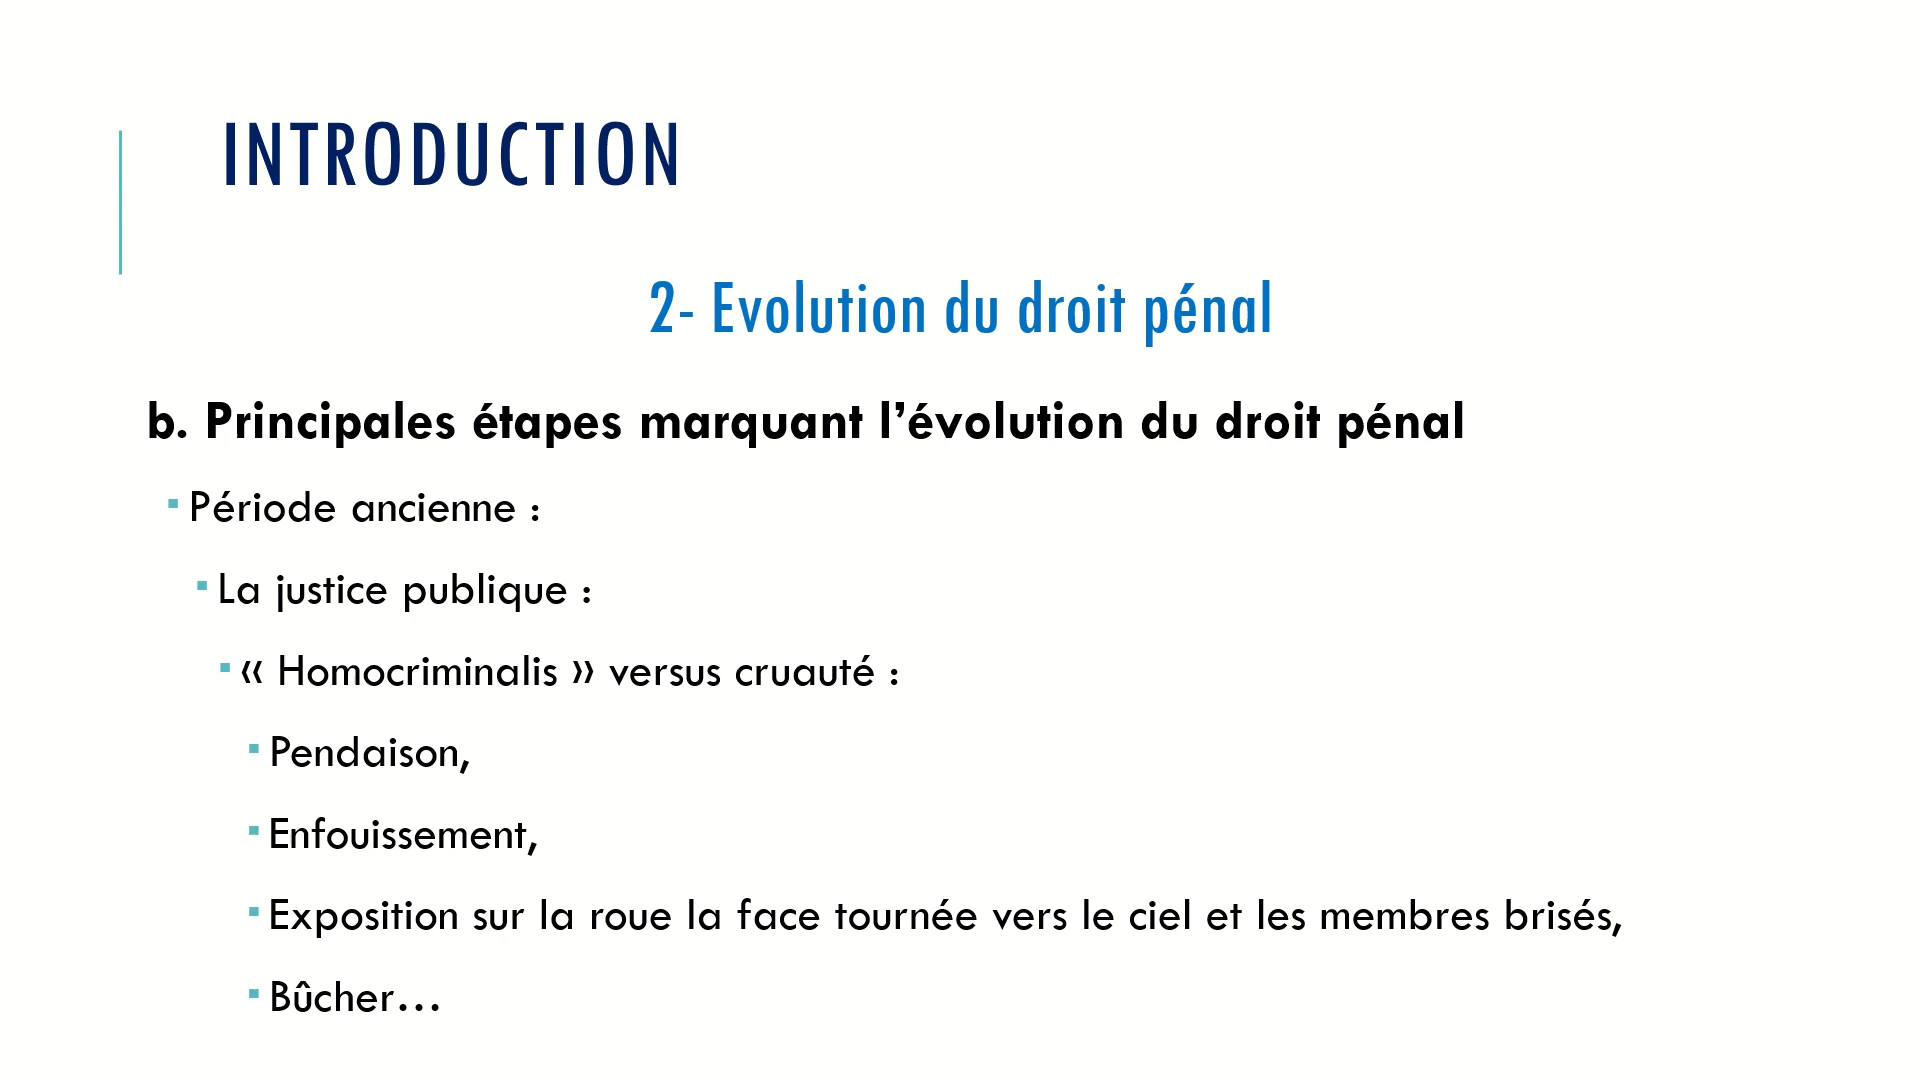 INTRODUCTION
2- Evolution du droit pénal
b. Principales étapes marquant l’évolution du droit pénal
▪ Période ancienne :
▪ La justice publique :
▪ « Homocriminalis » versus cruauté :
▪ Pendaison,
▪ Enfouissement,
▪ Exposition sur la roue la face tournée vers le ciel et les membres brisés,
▪ Bûcher…